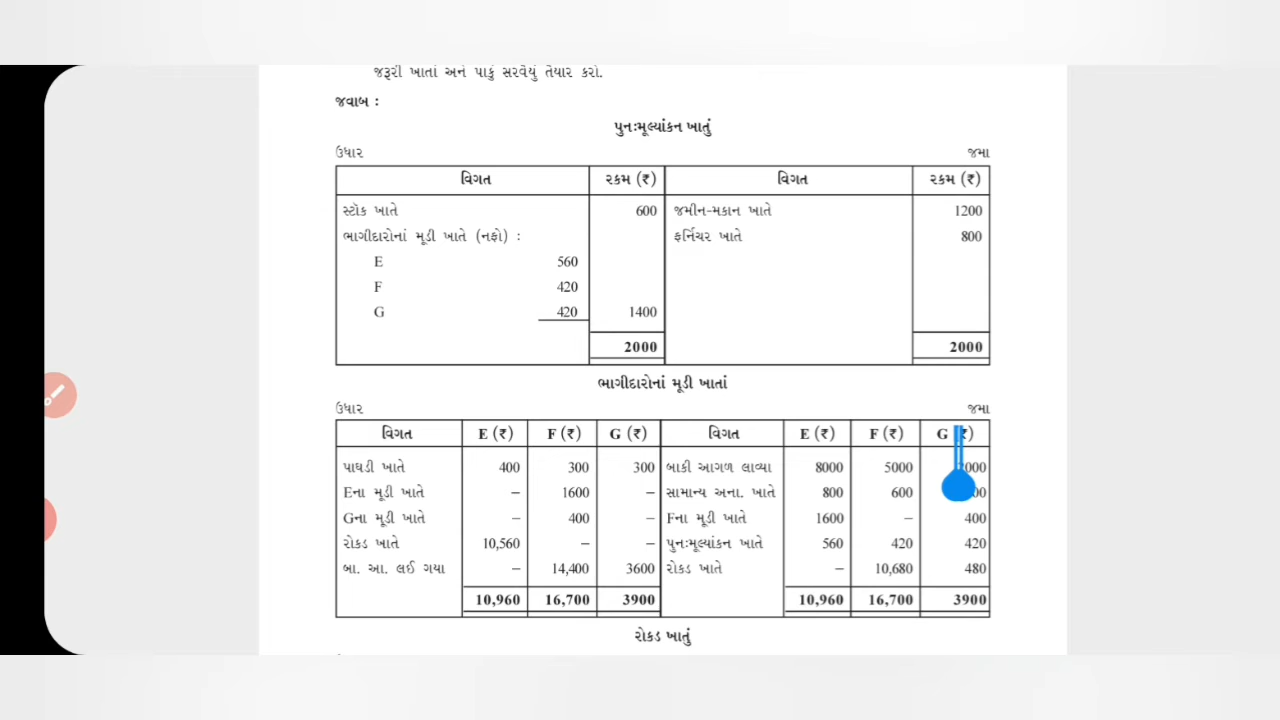 જરૂરી ખાતાં અને પાકું સરવૈયું તૈયાર કરો.
જવાબ :
પુનઃમૂલ્યાંકન ખાતું
ઉધાર જમા
વિગત રકમ (₹) વિગત રકમ (₹)
સ્ટૉક ખાતે 600 જમીન-મકાન ખાતે 1200
ભાગીદારોનાં મૂડી ખાતે (નફો) : ફર્નિચર ખાતે 800
E 560
F 420
G 420 1400
2000 2000
ભાગીદારોનાં મૂડી ખાતાં
ઉધાર જમા
વિગત E (₹) F (₹) G (₹) વિગત E (₹) F (₹) G
પાઘડી ખાતે 400 300 300 બાકી આગળ લાવ્યા 8000 5000
Eના મૂડી ખાતે – 1600 – સામાન્ય અના. ખાતે 800 600
Gના મૂડી ખાતે – 400 – Fના મૂડી ખાતે 1600 – 400
રોકડ ખાતે 10,560 – – પુનઃમૂલ્યાંકન ખાતે 560 420 420
બા. આ. લઈ ગયા – 14,400 3600 રોકડ ખાતે – 10,680 480
10,960 16,700 3900 10,960 16,700 3900
રોકડ ખાતું